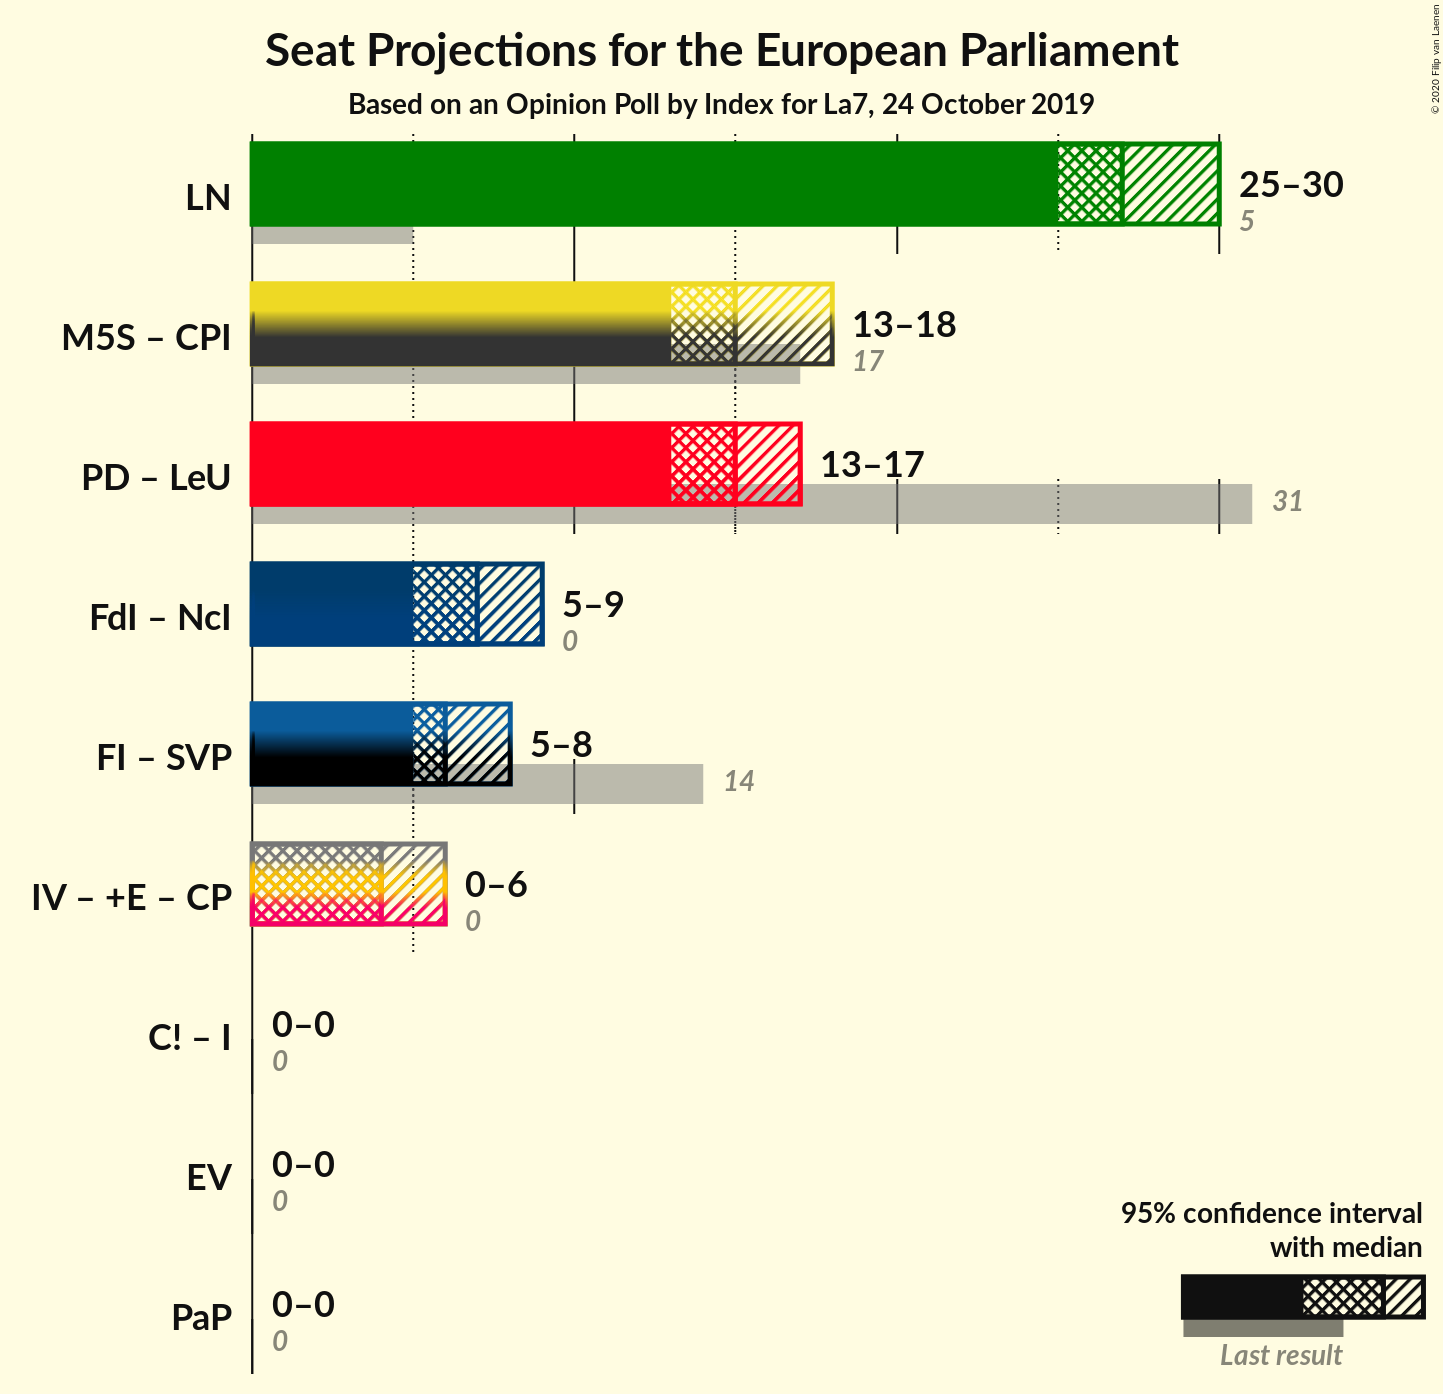 Seat Projections for the European Parliament
Based on an Opinion Poll by Index for La7, 24 October 2019
© 2020 Filip van Laenen
LN
25–30
5
M5S – CPI
13–18
17
PD – LeU
13–17
31
FdI – NcI
5–9
0
FI – SVP
5–8
14
IV – +E – CP
0–6
0
C! – I
0–0
0
EV
0–0
0
PaP
0–0
0
95% confidence interval
with median
Last result